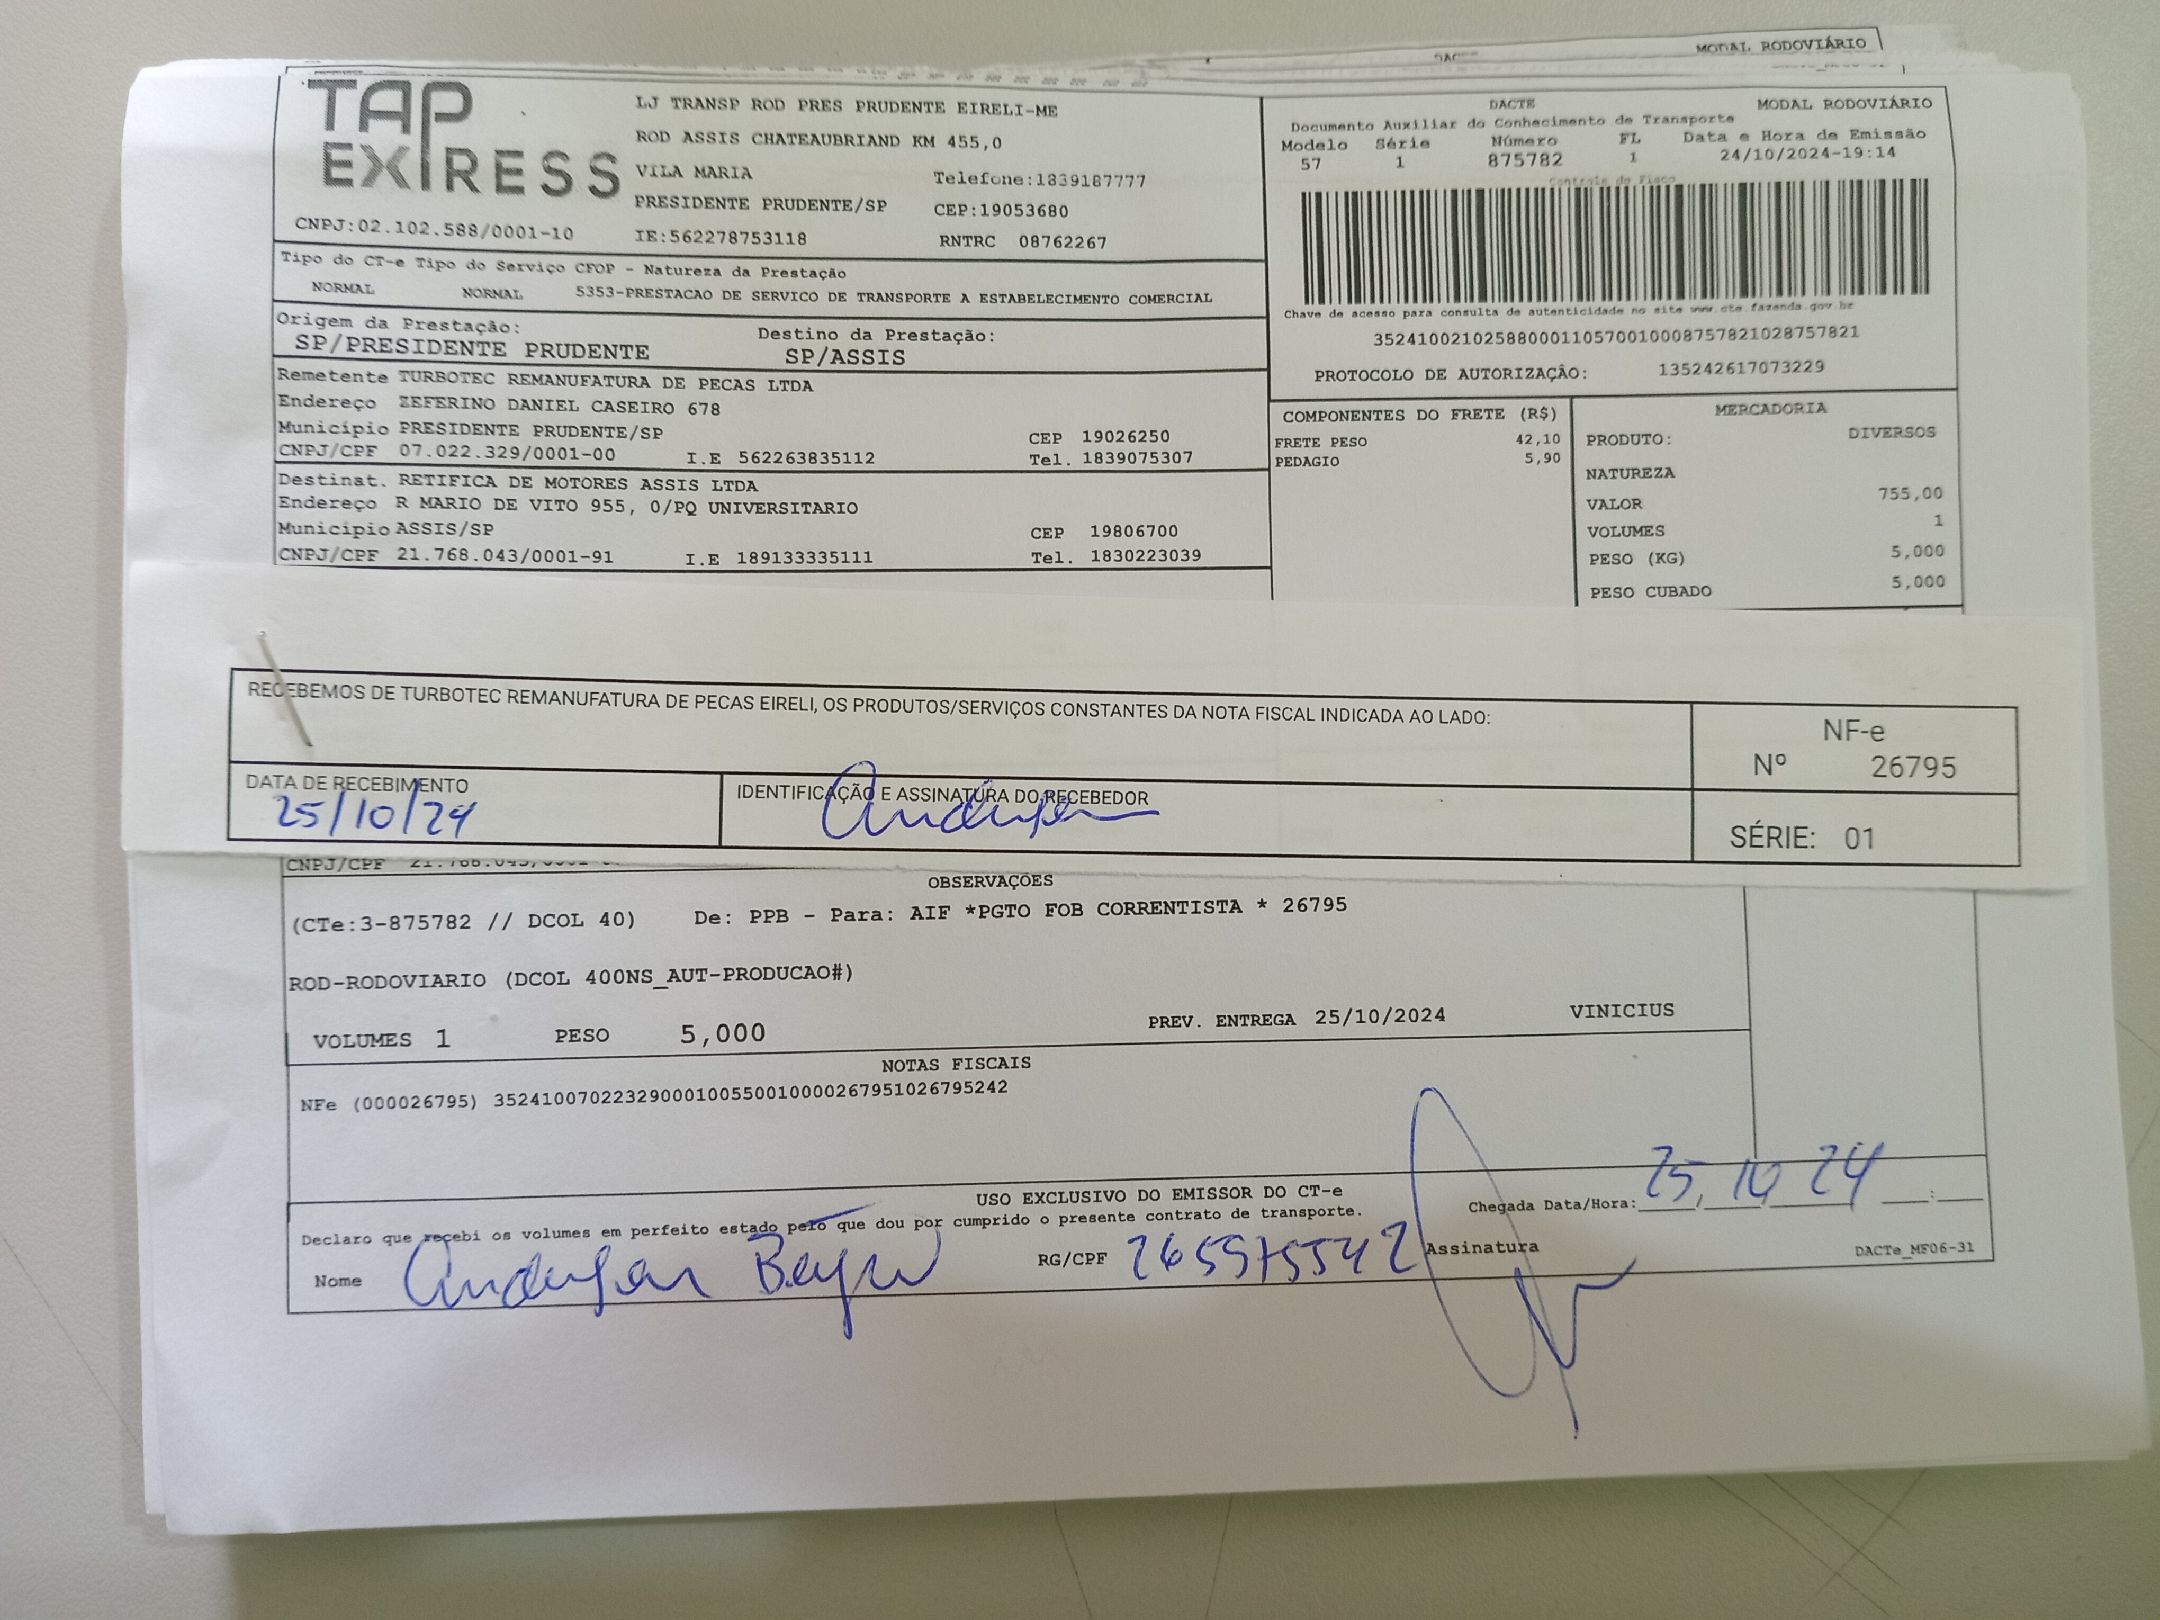 MODAL RODOVIÁRIO
TAP EXPRESS
LJ TRANSP ROD PRES PRUDENTE EIRELI-ME
ROD ASSIS CHATEAUBRIAND KM 455,0
VILA MARIA Telefone:1839187777
PRESIDENTE PRUDENTE/SP CEP:19053680
CNPJ:02.102.588/0001-10 IE:562278753118 RNTRC 08762267
DACTE MODAL RODOVIÁRIO
Documento Auxiliar do Conhecimento de Transporte
Modelo Série Número FL Data e Hora de Emissão
57 1 875782 1 24/10/2024-19:14
Controle do Fisco
Chave de acesso para consulta de autenticidade no site www.cte.fazenda.gov.br
35241002102588000110570010008757821028757821
PROTOCOLO DE AUTORIZAÇÃO: 135242617073229
Tipo do CT-e Tipo do Serviço CFOP - Natureza da Prestação
NORMAL NORMAL 5353-PRESTACAO DE SERVICO DE TRANSPORTE A ESTABELECIMENTO COMERCIAL
Origem da Prestação: Destino da Prestação:
SP/PRESIDENTE PRUDENTE SP/ASSIS
Remetente TURBOTEC REMANUFATURA DE PECAS LTDA
Endereço ZEFERINO DANIEL CASEIRO 678
Município PRESIDENTE PRUDENTE/SP CEP 19026250
CNPJ/CPF 07.022.329/0001-00 I.E 562263835112 Tel. 1839075307
Destinat. RETIFICA DE MOTORES ASSIS LTDA
Endereço R MARIO DE VITO 955, 0/PQ UNIVERSITARIO
Município ASSIS/SP CEP 19806700
CNPJ/CPF 21.768.043/0001-91 I.E 189133335111 Tel. 1830223039
COMPONENTES DO FRETE (R$)
FRETE PESO 42,10
PEDAGIO 5,90
MERCADORIA
PRODUTO: DIVERSOS
NATUREZA
VALOR 755,00
VOLUMES 1
PESO (KG) 5,000
PESO CUBADO 5,000
RECEBEMOS DE TURBOTEC REMANUFATURA DE PECAS EIRELI, OS PRODUTOS/SERVIÇOS CONSTANTES DA NOTA FISCAL INDICADA AO LADO:
NF-e
Nº 26795
SÉRIE: 01
DATA DE RECEBIMENTO
25/10/24
IDENTIFICAÇÃO E ASSINATURA DO RECEBEDOR
CNPJ/CPF
OBSERVAÇÕES
(CTe:3-875782 // DCOL 40) De: PPB - Para: AIF *PGTO FOB CORRENTISTA * 26795
ROD-RODOVIARIO (DCOL 400NS_AUT-PRODUCAO#)
VOLUMES 1 PESO 5,000 PREV. ENTREGA 25/10/2024 VINICIUS
NOTAS FISCAIS
NFe (000026795) 35241007022329000100550010000267951026795242
USO EXCLUSIVO DO EMISSOR DO CT-e
Declaro que recebi os volumes em perfeito estado pelo que dou por cumprido o presente contrato de transporte.
Chegada Data/Hora: 25/10/24 __:__
Nome RG/CPF 265575542 Assinatura DACTe_MF06-31